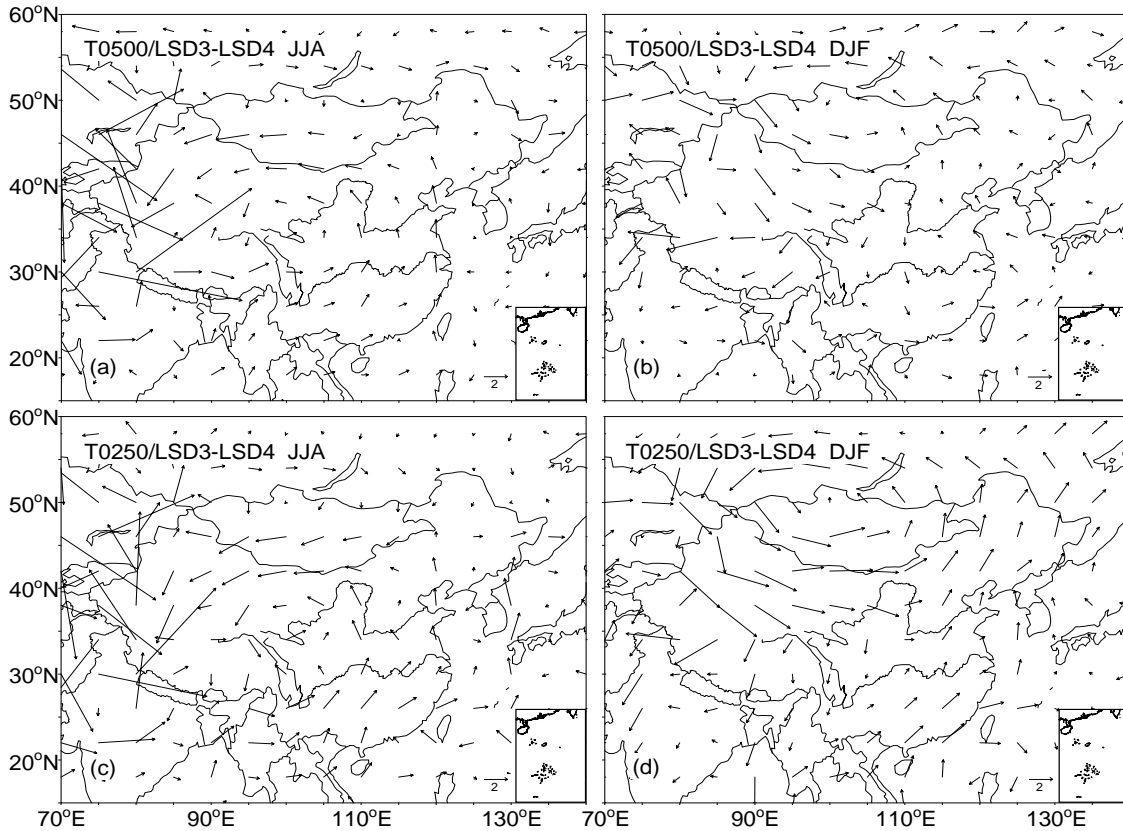 60°N
T0500/LSD3-LSD4 JJA
T0500/LSD3-LSD4 DJF
50°N
40°N
30°N
20°N
(a)
2
(b)
2
60°N
T0250/LSD3-LSD4 JJA
T0250/LSD3-LSD4 DJF
50°N
40°N
30°N
20°N
(c)
2
(d)
2
70°E
90°E
110°E
130°E
70°E
90°E
110°E
130°E